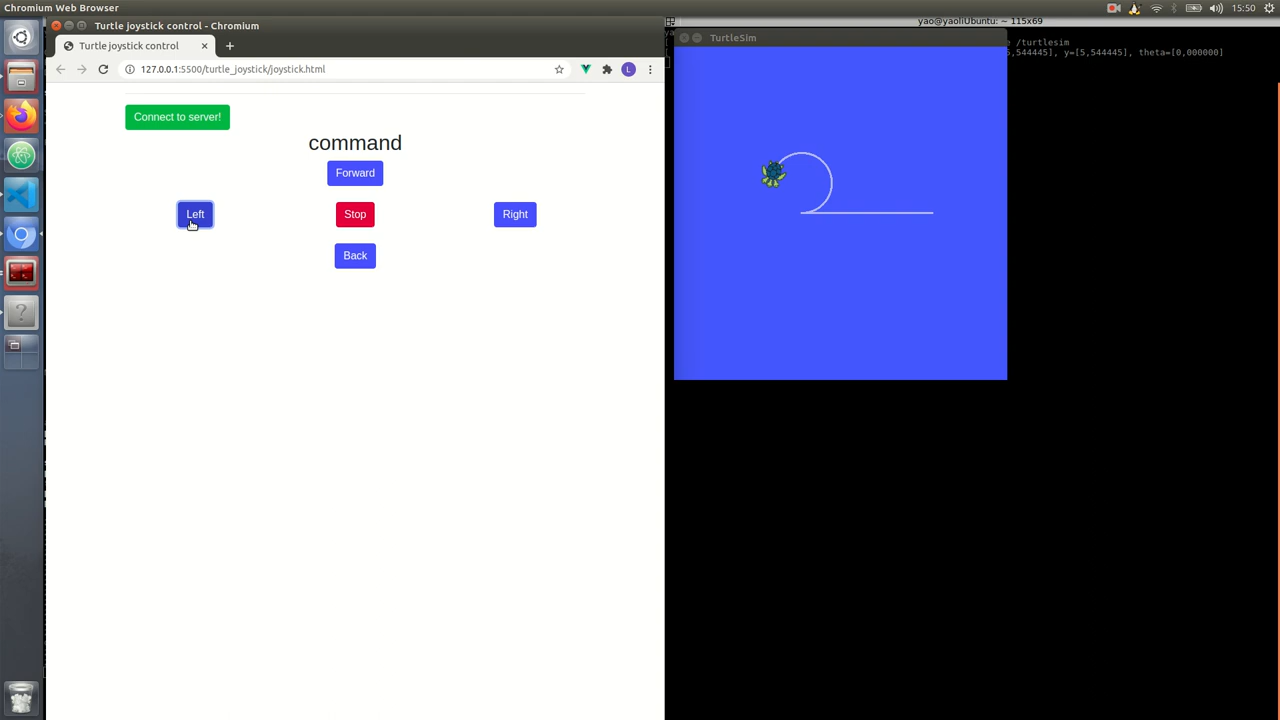 Chromium Web Browser
15:50
Turtle joystick control - Chromium
yao@yaoliUbuntu: ~ 115x69
Turtle joystick control
TurtleSim
e /turtlesim
5,544445], y=[5,544445], theta=[0,000000]
127.0.0.1:5500/turtle_joystick/joystick.html
L
Connect to server!
command
Forward
Left
Stop
Right
Back